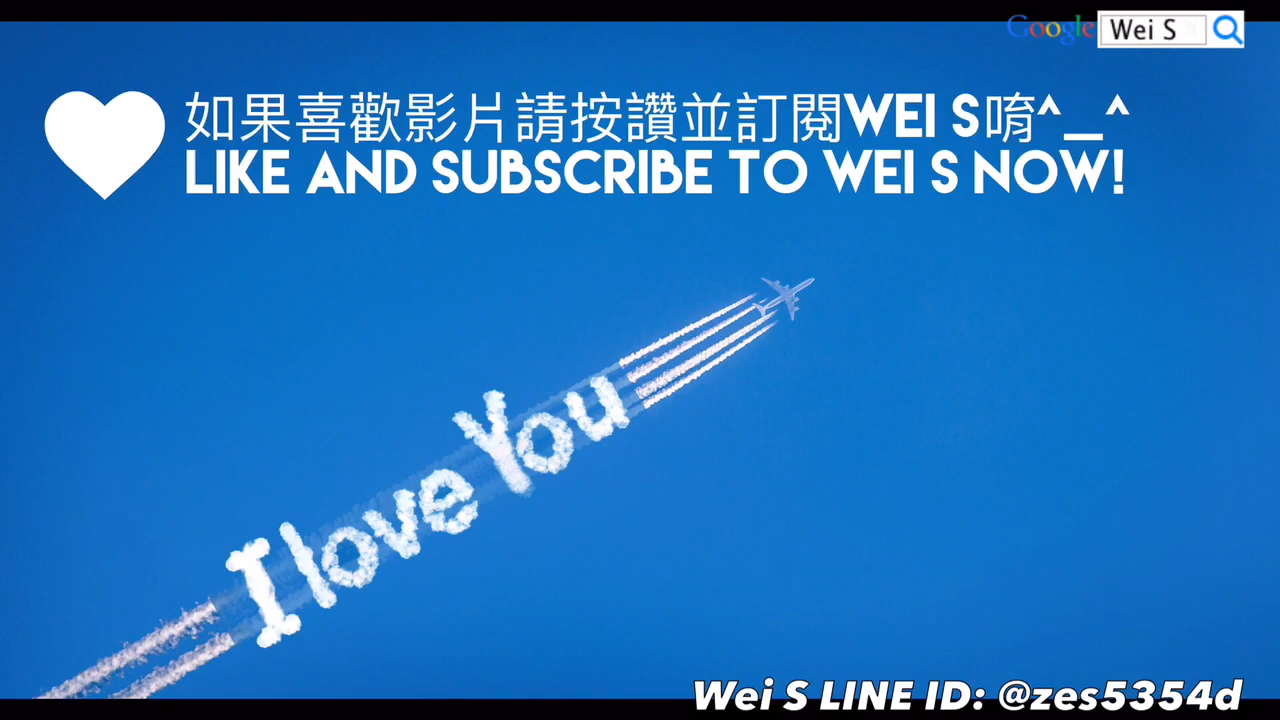 Google Wei S
如果喜歡影片請按讚並訂閱WEI S唷^_^
LIKE AND SUBSCRIBE TO WEI S NOW!
I love You
Wei S LINE ID: @zes5354d